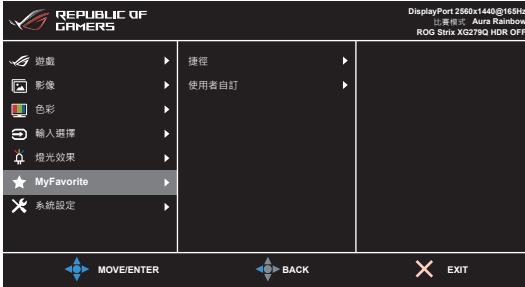 REPUBLIC OF
GAMERS
DisplayPort 2560x1440@165Hz
比賽模式 Aura Rainbow
ROG Strix XG279Q HDR OFF
遊戲
影像
色彩
輸入選擇
燈光效果
MyFavorite
系統設定
捷徑
使用者自訂
MOVE/ENTER
BACK
EXIT